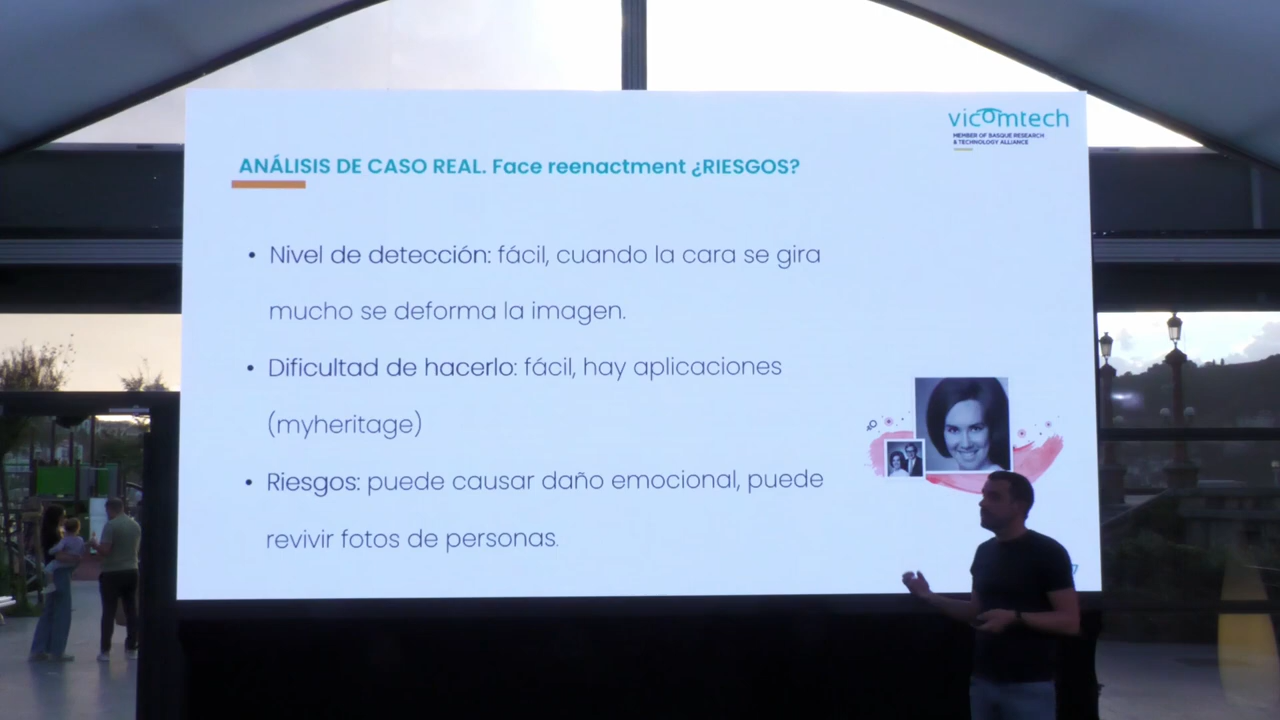 vicomtech
MEMBER OF BASQUE RESEARCH
& TECHNOLOGY ALLIANCE
ANÁLISIS DE CASO REAL. Face reenactment ¿RIESGOS?
• Nivel de detección: fácil, cuando la cara se gira
mucho se deforma la imagen.
• Dificultad de hacerlo: fácil, hay aplicaciones
(myheritage)
• Riesgos: puede causar daño emocional, puede
revivir fotos de personas.